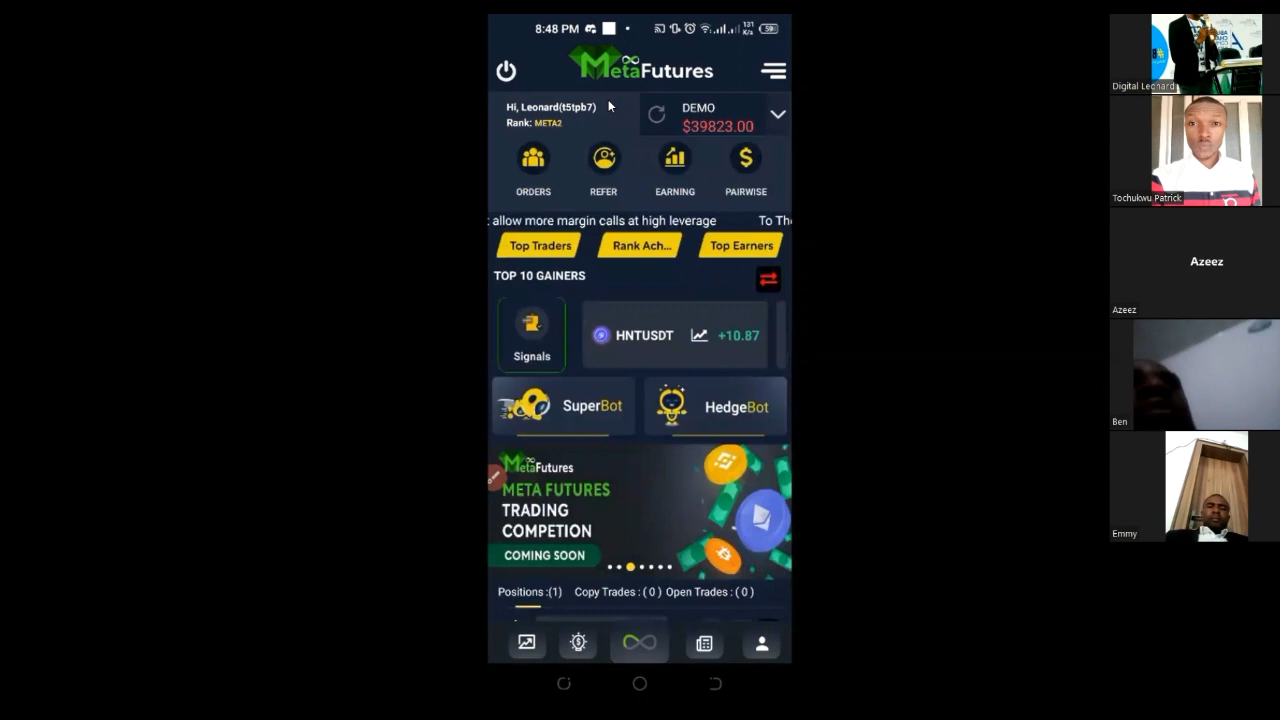 8:48 PM
131
K/s
59
MetaFutures
Hi, Leonard(t5tpb7)
Rank: META2
DEMO
$39823.00
ORDERS
REFER
EARNING
PAIRWISE
: allow more margin calls at high leverage
To Th
Top Traders
Rank Ach...
Top Earners
TOP 10 GAINERS
Signals
HNTUSDT
+10.87
SuperBot
HedgeBot
MetaFutures
META FUTURES
TRADING
COMPETION
COMING SOON
Positions :(1)
Copy Trades : ( 0 )
Open Trades : ( 0 )
Digital Leonard
Tochukwu Patrick
Azeez
Azeez
Ben
Emmy